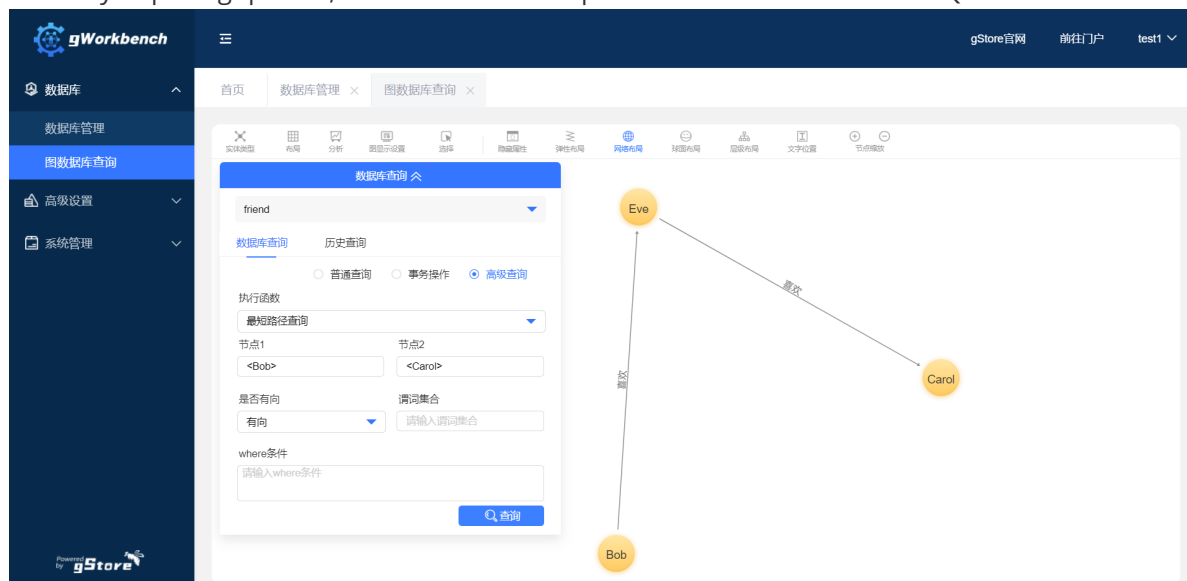 gWorkbench
gStore官网 前往门户 test1
数据库
首页 数据库管理 × 图数据库查询 ×
数据库管理
图数据库查询
高级设置
系统管理
实体类型 布局 分析 图显示设置 选择 隐藏属性 弹性布局 网络布局 球面布局 层级布局 文字位置 节点缩放
数据库查询
friend
数据库查询 历史查询
普通查询 事务操作 高级查询
执行函数
最短路径查询
节点1 节点2
<Bob> <Carol>
是否有向 谓词集合
有向 请输入谓词集合
where条件
请输入where条件
查询
Eve
喜欢
Carol
喜欢
Bob
Powered by gStore